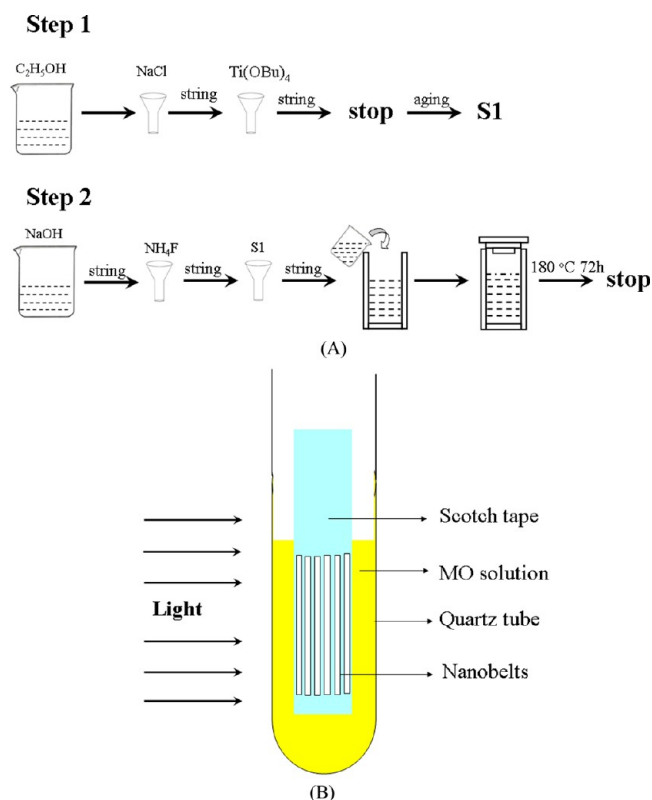 Step 1
C₂H₅OH
NaCl
string
Ti(OBu)₄
string
stop
aging
S1
Step 2
NaOH
string
NH₄F
string
S1
string
180 °C 72h
stop
(A)
Scotch tape
MO solution
Light
Quartz tube
Nanobelts
(B)